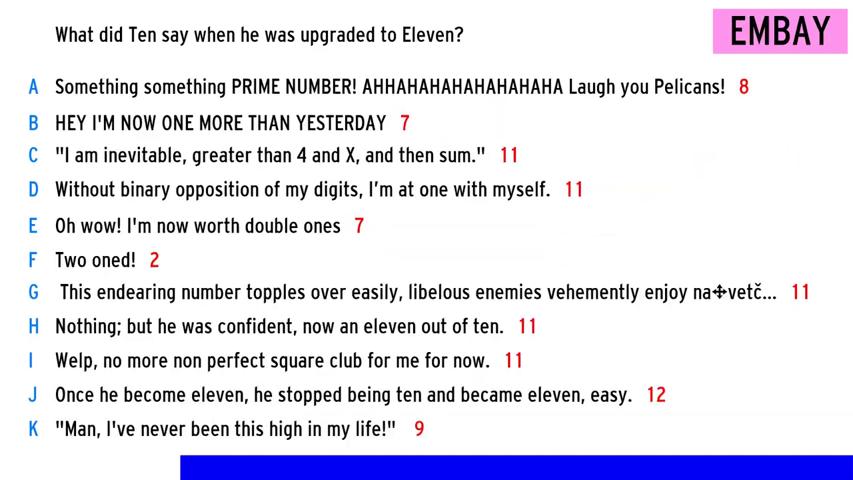 What did Ten say when he was upgraded to Eleven?
EMBAY
A Something something PRIME NUMBER! AHHAHAHAHAHAHAHAHA Laugh you Pelicans! 8
B HEY I'M NOW ONE MORE THAN YESTERDAY 7
C "I am inevitable, greater than 4 and X, and then sum." 11
D Without binary opposition of my digits, I’m at one with myself. 11
E Oh wow! I'm now worth double ones 7
F Two oned! 2
G This endearing number topples over easily, libelous enemies vehemently enjoy na✥vetč... 11
H Nothing; but he was confident, now an eleven out of ten. 11
I Welp, no more non perfect square club for me for now. 11
J Once he become eleven, he stopped being ten and became eleven, easy. 12
K "Man, I've never been this high in my life!" 9